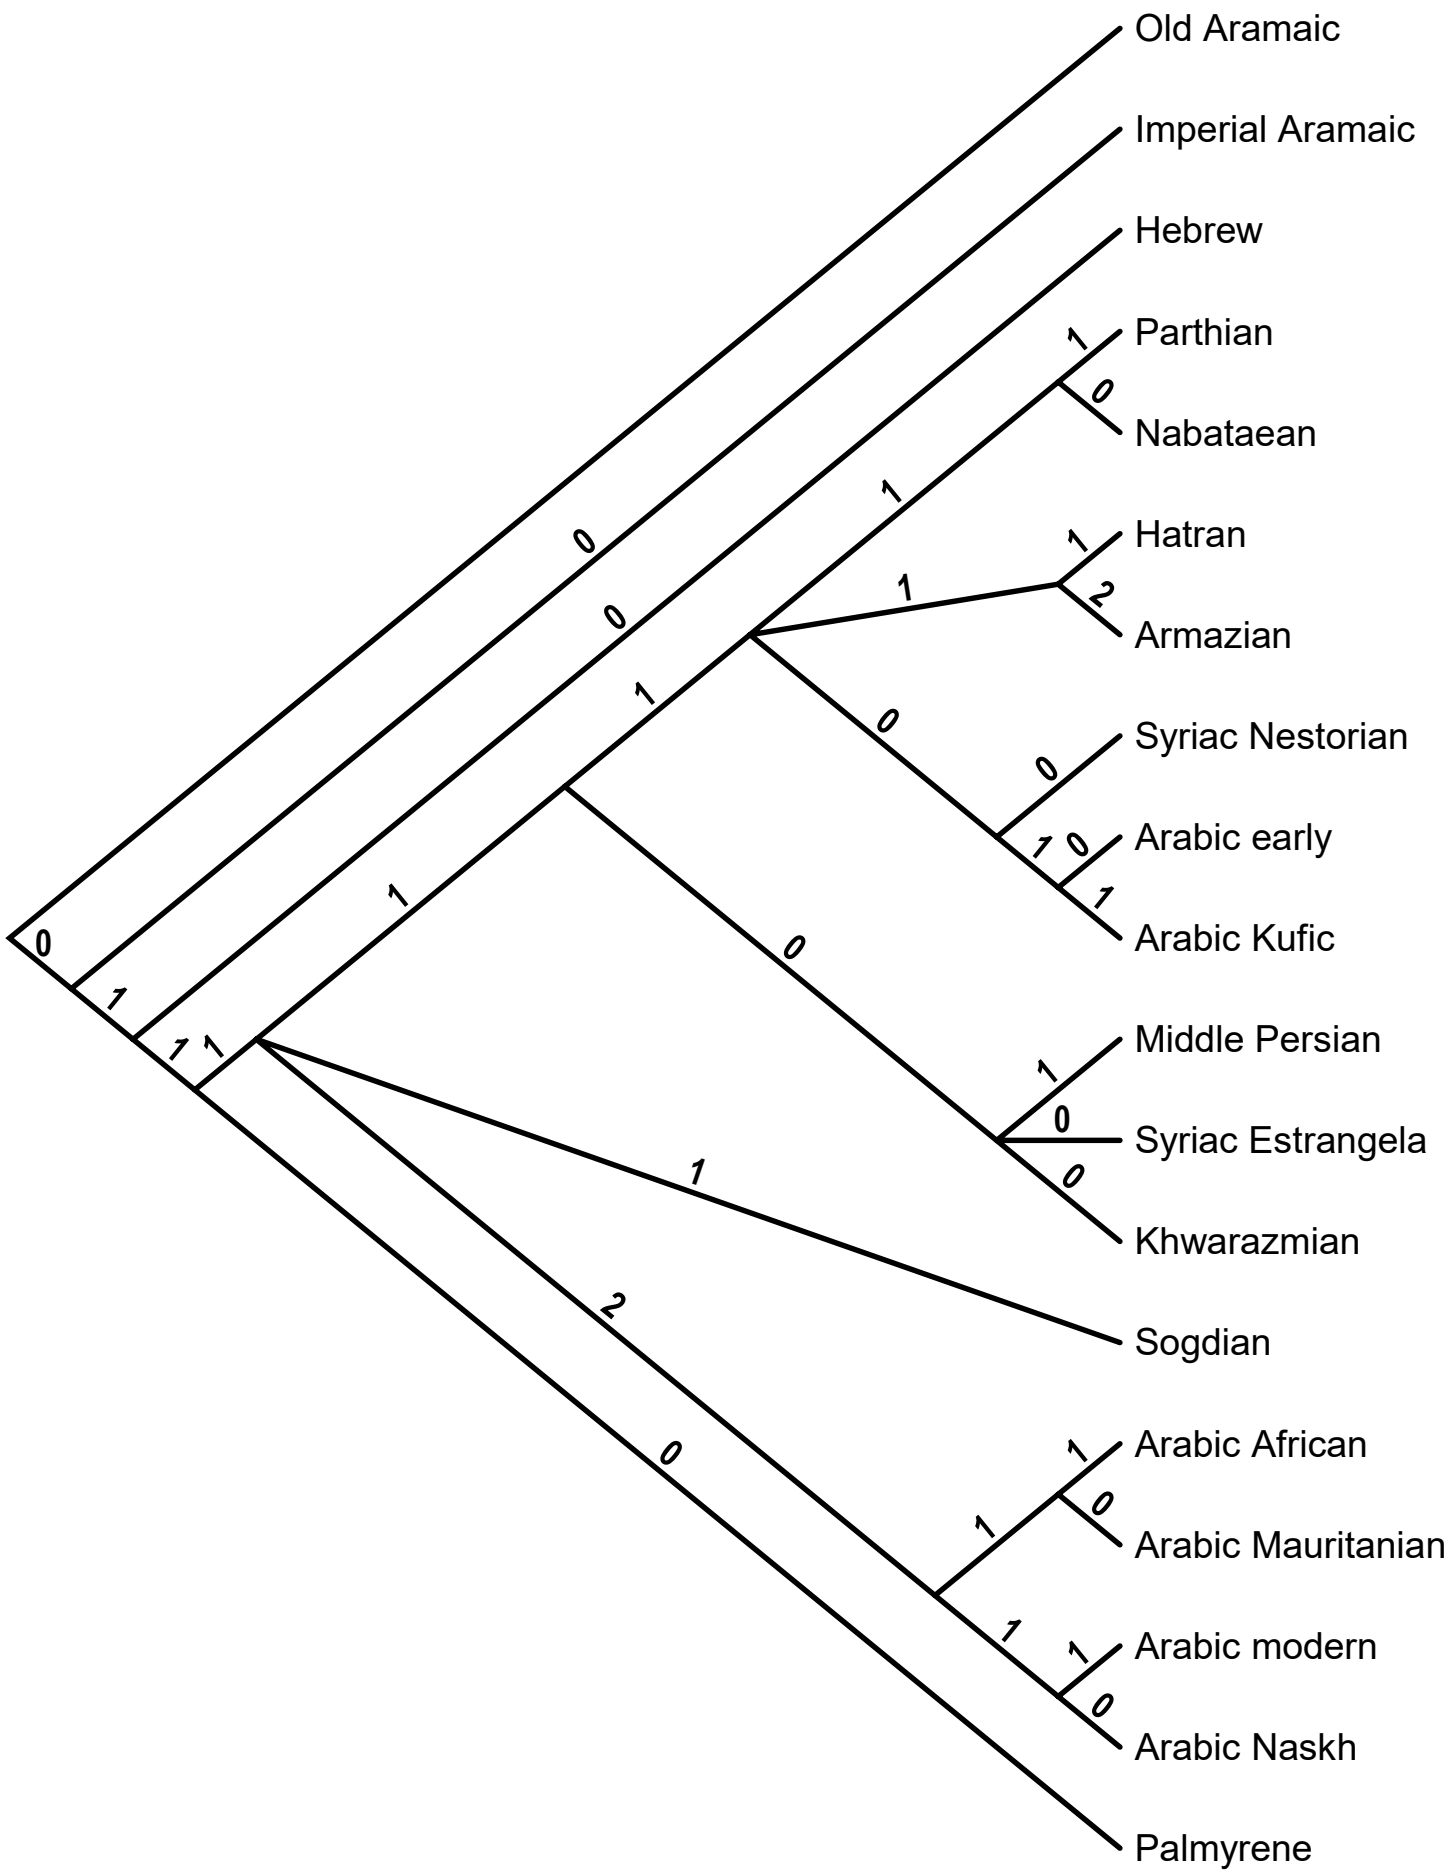 Old Aramaic
Imperial Aramaic
Hebrew
1
Parthian
0
Nabataean
1
1
Hatran
0
1
2
0
Armazian
1
0
Syriac Nestorian
0
1
0
Arabic early
1
1
Arabic Kufic
0
0
1
Middle Persian
1
1
1
0
Syriac Estrangela
1
0
Khwarazmian
2
Sogdian
0
1
Arabic African
1
0
Arabic Mauritanian
1
1
Arabic modern
0
Arabic Naskh
Palmyrene